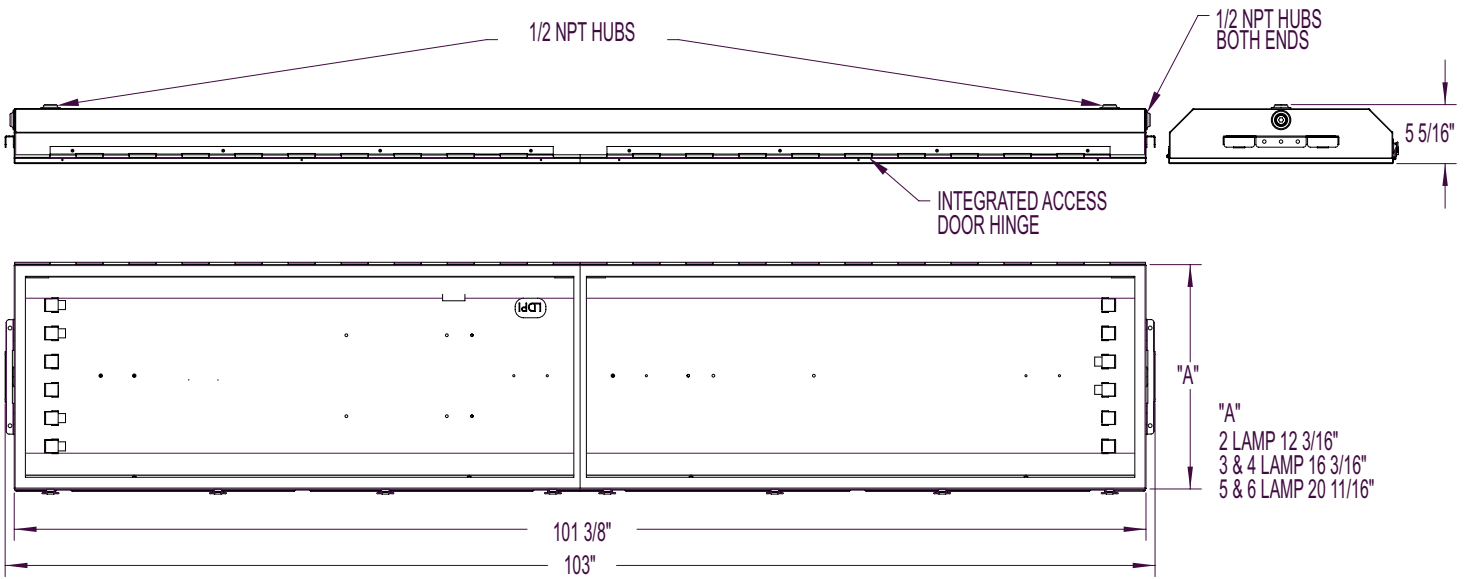 1/2 NPT HUBS
1/2 NPT HUBS
BOTH ENDS
5 5/16"
INTEGRATED ACCESS
DOOR HINGE
LDPI
"A"
"A"
2 LAMP 12 3/16"
3 & 4 LAMP 16 3/16"
5 & 6 LAMP 20 11/16"
101 3/8"
103"